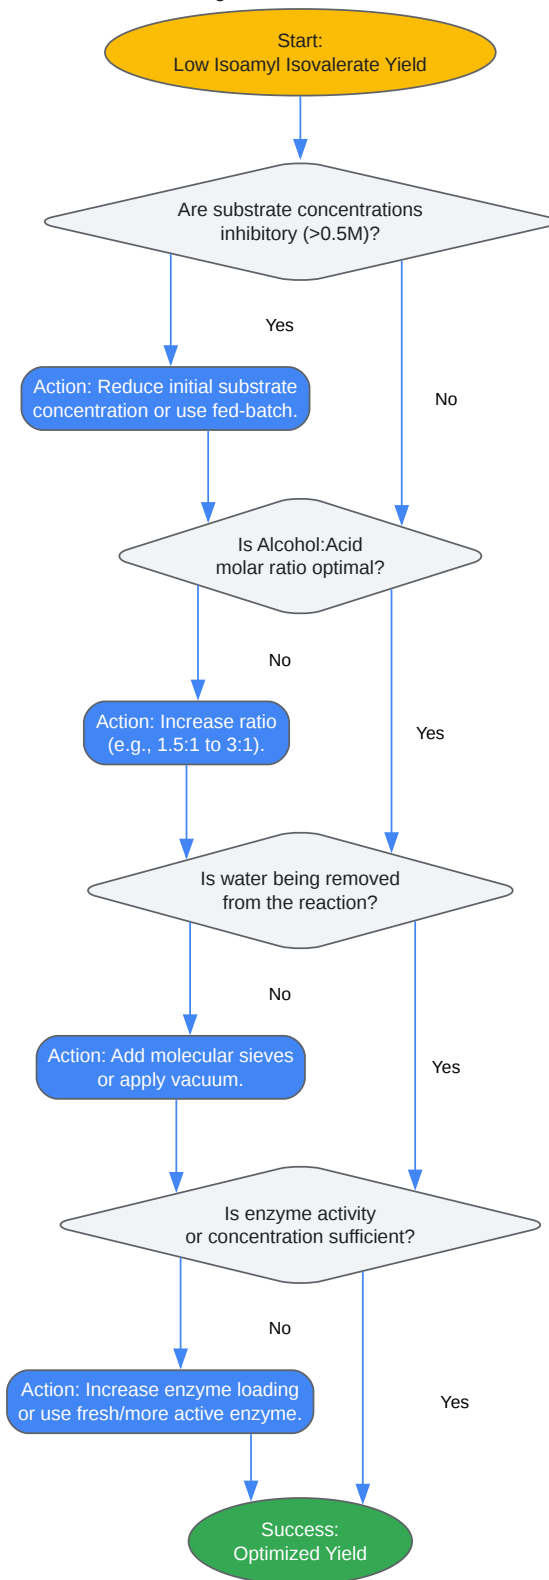 Start:
Low Isoamyl Isovalerate Yield
Are substrate concentrations
inhibitory (>0.5M)?
Yes
Action: Reduce initial substrate
concentration or use fed-batch.
No
Is Alcohol:Acid
molar ratio optimal?
No
Action: Increase ratio
(e.g., 1.5:1 to 3:1).
Yes
Is water being removed
from the reaction?
No
Action: Add molecular sieves
or apply vacuum.
Yes
Is enzyme activity
or concentration sufficient?
No
Action: Increase enzyme loading
or use fresh/more active enzyme.
Yes
Success:
Optimized Yield